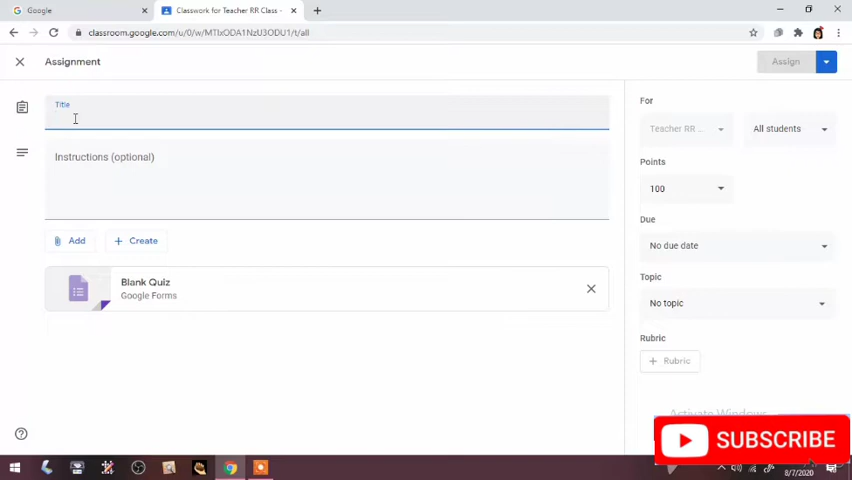 Google
Classwork for Teacher RR Class -
classroom.google.com/u/0/w/MTIxODA1NzU3ODU1/t/all
Assignment
Assign
Title
Instructions (optional)
Add
Create
Blank Quiz
Google Forms
For
Teacher RR ...
All students
Points
100
Due
No due date
Topic
No topic
Rubric
Rubric
Activate Windows
SUBSCRIBE
8/7/2020